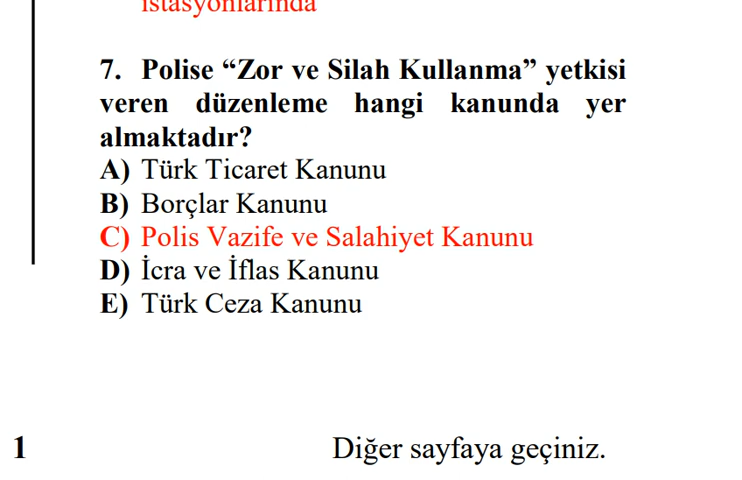 istasyonlarında
7. Polise “Zor ve Silah Kullanma” yetkisi
veren düzenleme hangi kanunda yer
almaktadır?
A) Türk Ticaret Kanunu
B) Borçlar Kanunu
C) Polis Vazife ve Salahiyet Kanunu
D) İcra ve İflas Kanunu
E) Türk Ceza Kanunu
1
Diğer sayfaya geçiniz.